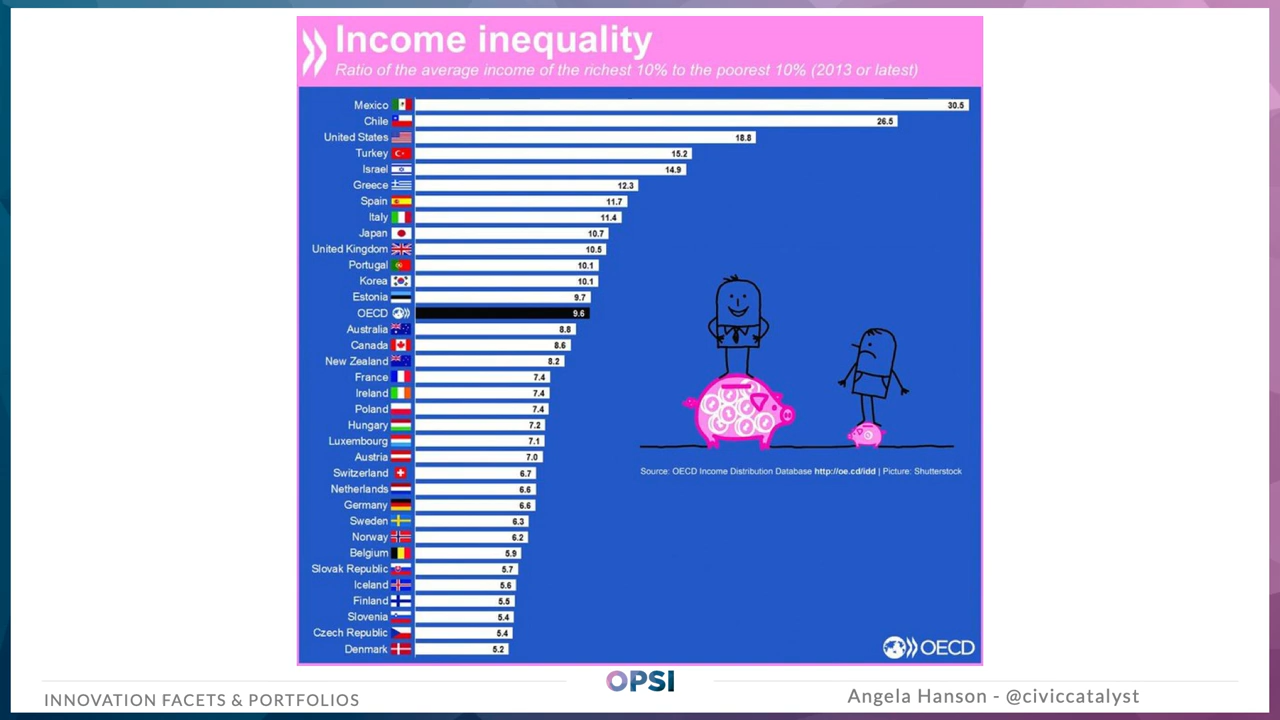 Income inequality
Ratio of the average income of the richest 10% to the poorest 10% (2013 or latest)
Mexico 30.5
Chile 26.5
United States 18.8
Turkey 15.2
Israel 14.9
Greece 12.3
Spain 11.7
Italy 11.4
Japan 10.7
United Kingdom 10.5
Portugal 10.1
Korea 10.1
Estonia 9.7
OECD 9.6
Australia 8.8
Canada 8.6
New Zealand 8.2
France 7.4
Ireland 7.4
Poland 7.4
Hungary 7.2
Luxembourg 7.1
Austria 7.0
Switzerland 6.7
Netherlands 6.6
Germany 6.6
Sweden 6.3
Norway 6.2
Belgium 5.9
Slovak Republic 5.7
Iceland 5.6
Finland 5.5
Slovenia 5.4
Czech Republic 5.4
Denmark 5.2
Source: OECD Income Distribution Database http://oe.cd/idd | Picture: Shutterstock
OECD
OPSI
INNOVATION FACETS & PORTFOLIOS
Angela Hanson - @civiccatalyst